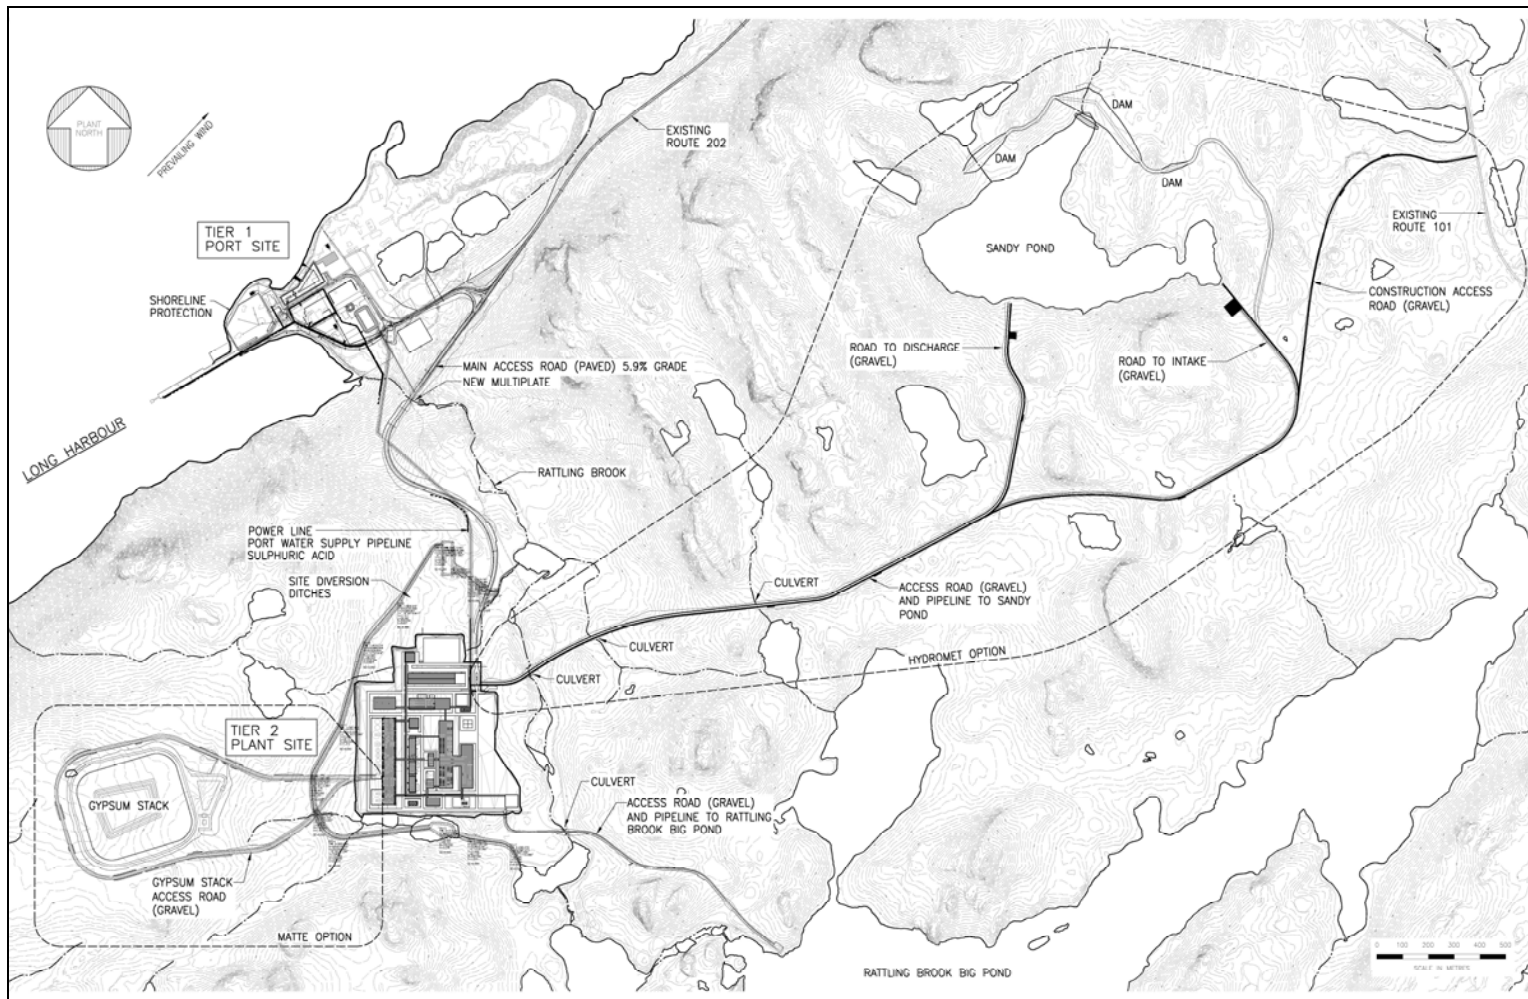 PLANT
NORTH
PREVAILING WIND
EXISTING
ROUTE 202
DAM
DAM
DAM
TIER 1
PORT SITE
SANDY POND
EXISTING
ROUTE 101
SHORELINE
PROTECTION
CONSTRUCTION ACCESS
ROAD (GRAVEL)
ROAD TO DISCHARGE
(GRAVEL)
ROAD TO INTAKE
(GRAVEL)
MAIN ACCESS ROAD (PAVED) 5.9% GRADE
NEW MULTIPLATE
LONG HARBOUR
RATTLING BROOK
POWER LINE
PORT WATER SUPPLY PIPELINE
SULPHURIC ACID
SITE DIVERSION
DITCHES
CULVERT
ACCESS ROAD (GRAVEL)
AND PIPELINE TO SANDY
POND
CULVERT
HYDROMET OPTION
CULVERT
TIER 2
PLANT SITE
GYPSUM STACK
CULVERT
ACCESS ROAD (GRAVEL)
AND PIPELINE TO RATTLING
BROOK BIG POND
GYPSUM STACK
ACCESS ROAD
(GRAVEL)
MATTE OPTION
RATTLING BROOK BIG POND
0 100 200 300 400 500
SCALE IN METRES